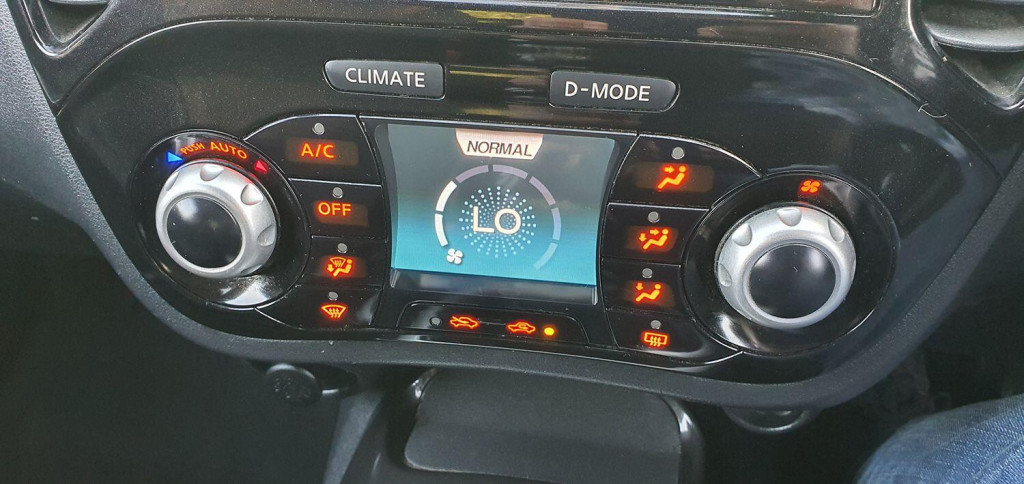 CLIMATE
D-MODE
PUSH AUTO
A/C
NORMAL
OFF
LO